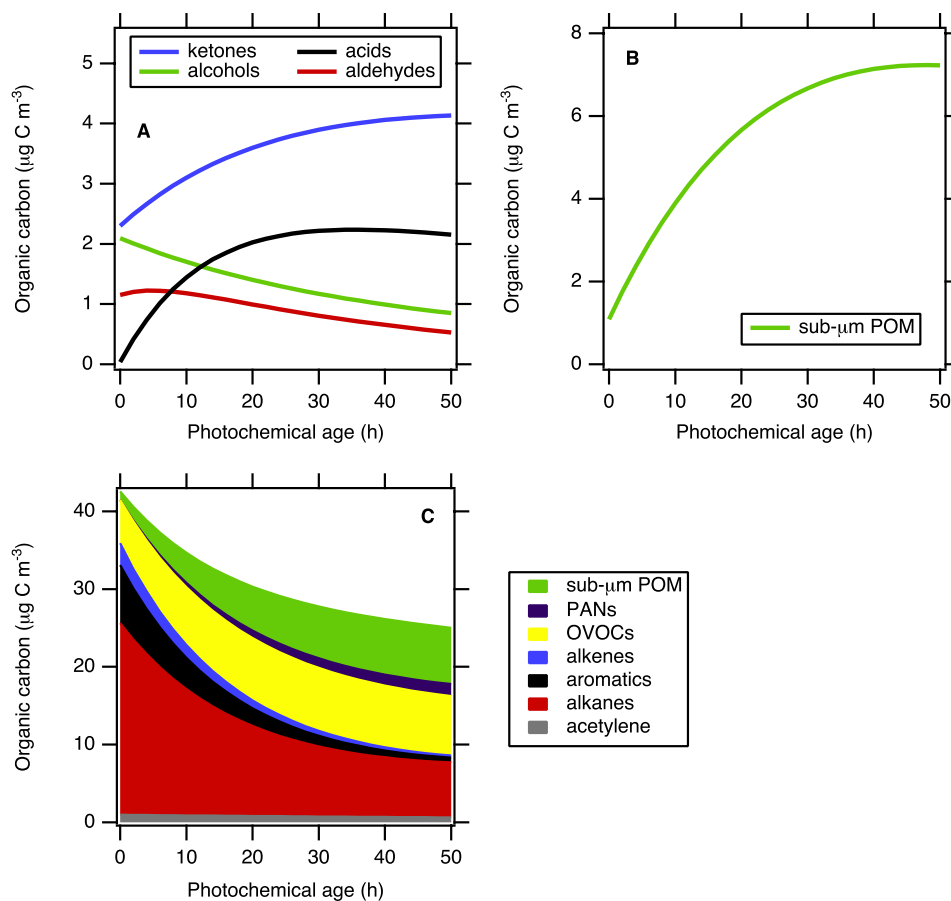 ketones
acids
alcohols
aldehydes
A
5
4
3
2
1
0
Organic carbon (μg C m-3)
0 10 20 30 40 50
Photochemical age (h)
B
8
6
4
2
0
Organic carbon (μg C m-3)
sub-μm POM
0 10 20 30 40 50
Photochemical age (h)
C
40
30
20
10
0
Organic carbon (μg C m-3)
0 10 20 30 40 50
Photochemical age (h)
sub-μm POM
PANs
OVOCs
alkenes
aromatics
alkanes
acetylene